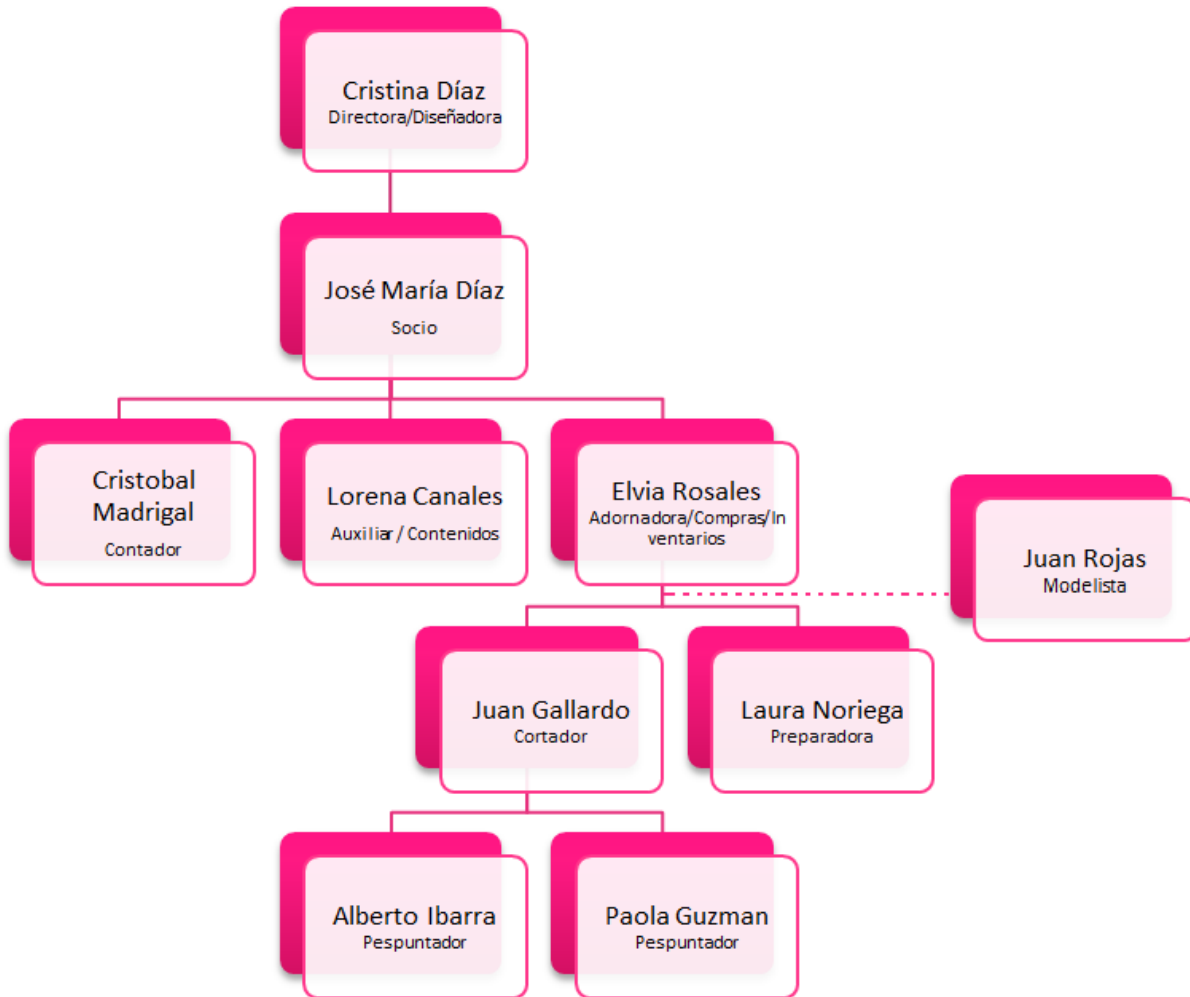 Cristina Díaz
Directora/Diseñadora
José María Díaz
Socio
Cristobal
Madrigal
Contador
Lorena Canales
Auxiliar / Contenidos
Elvia Rosales
Adornadora/Compras/In
ventarios
Juan Rojas
Modelista
Juan Gallardo
Cortador
Laura Noriega
Preparadora
Alberto Ibarra
Pespuntador
Paola Guzman
Pespuntador